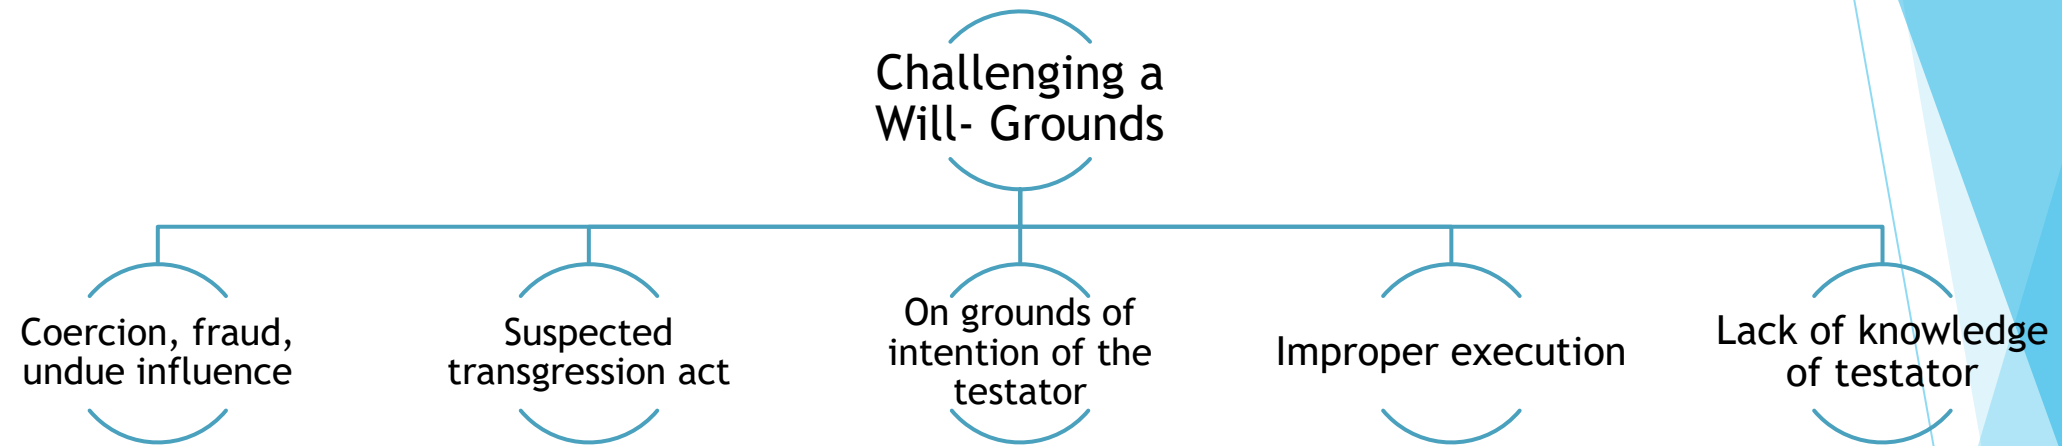 Challenging a
Will- Grounds
Coercion, fraud,
undue influence
Suspected
transgression act
On grounds of
intention of the
testator
Improper execution
Lack of knowledge
of testator